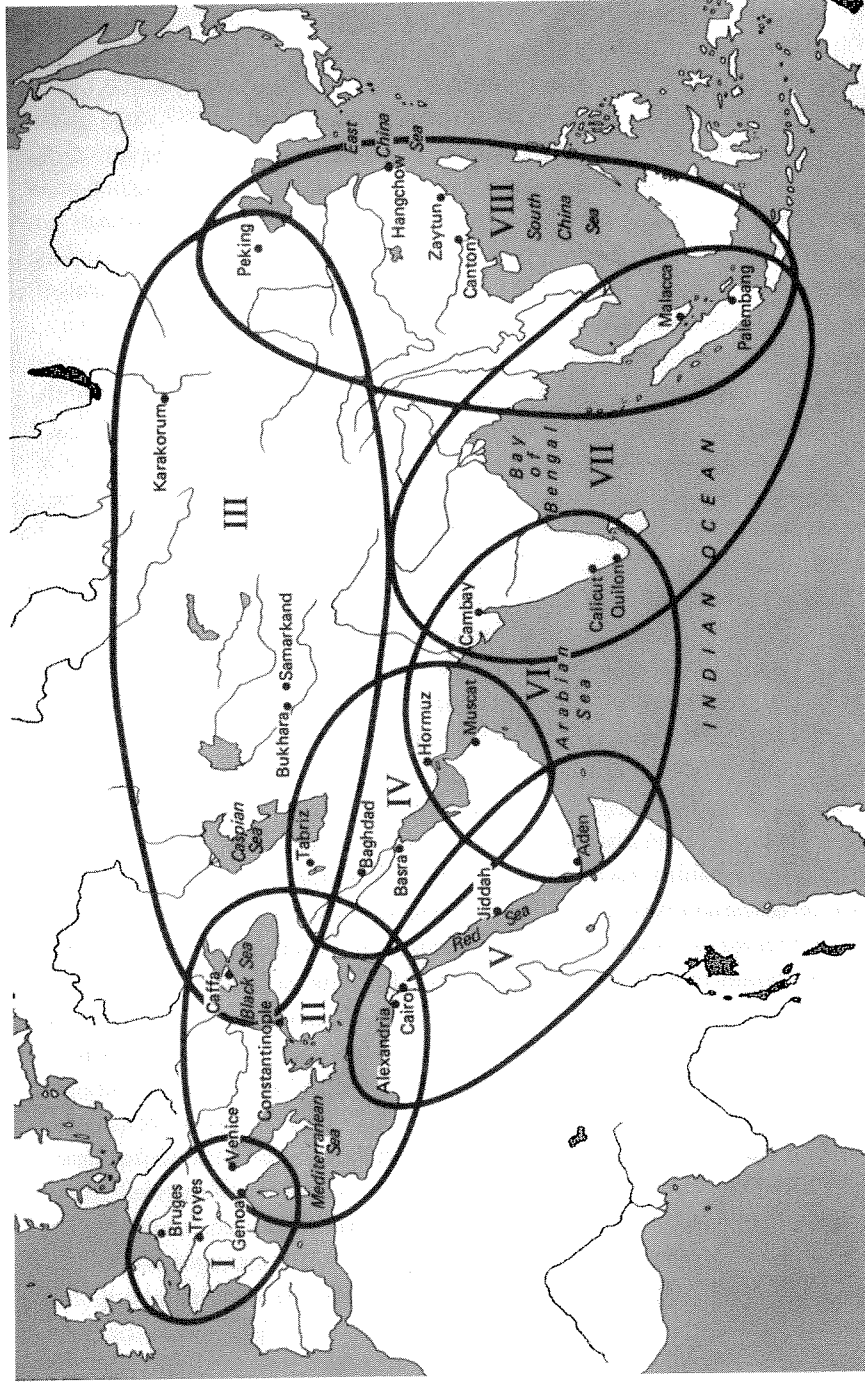 Bruges
Troyes
Genoa
I
Venice
Caffa
Black Sea
Constantinople
II
Mediterranean
Sea
Alexandria
Cairo
Caspian
Sea
Tabriz
Baghdad
Basra
IV
Hormuz
Muscat
Jiddah
Red Sea
V
Aden
Bukhara
Samarkand
III
Karakorum
Peking
VI
Arabian
Sea
Cambay
Calicut
Quilon
Bay
of
Bengal
VII
INDIAN OCEAN
East
China
Sea
Hangchow
Zaytun
Canton
VIII
South
China
Sea
Malacca
Palembang